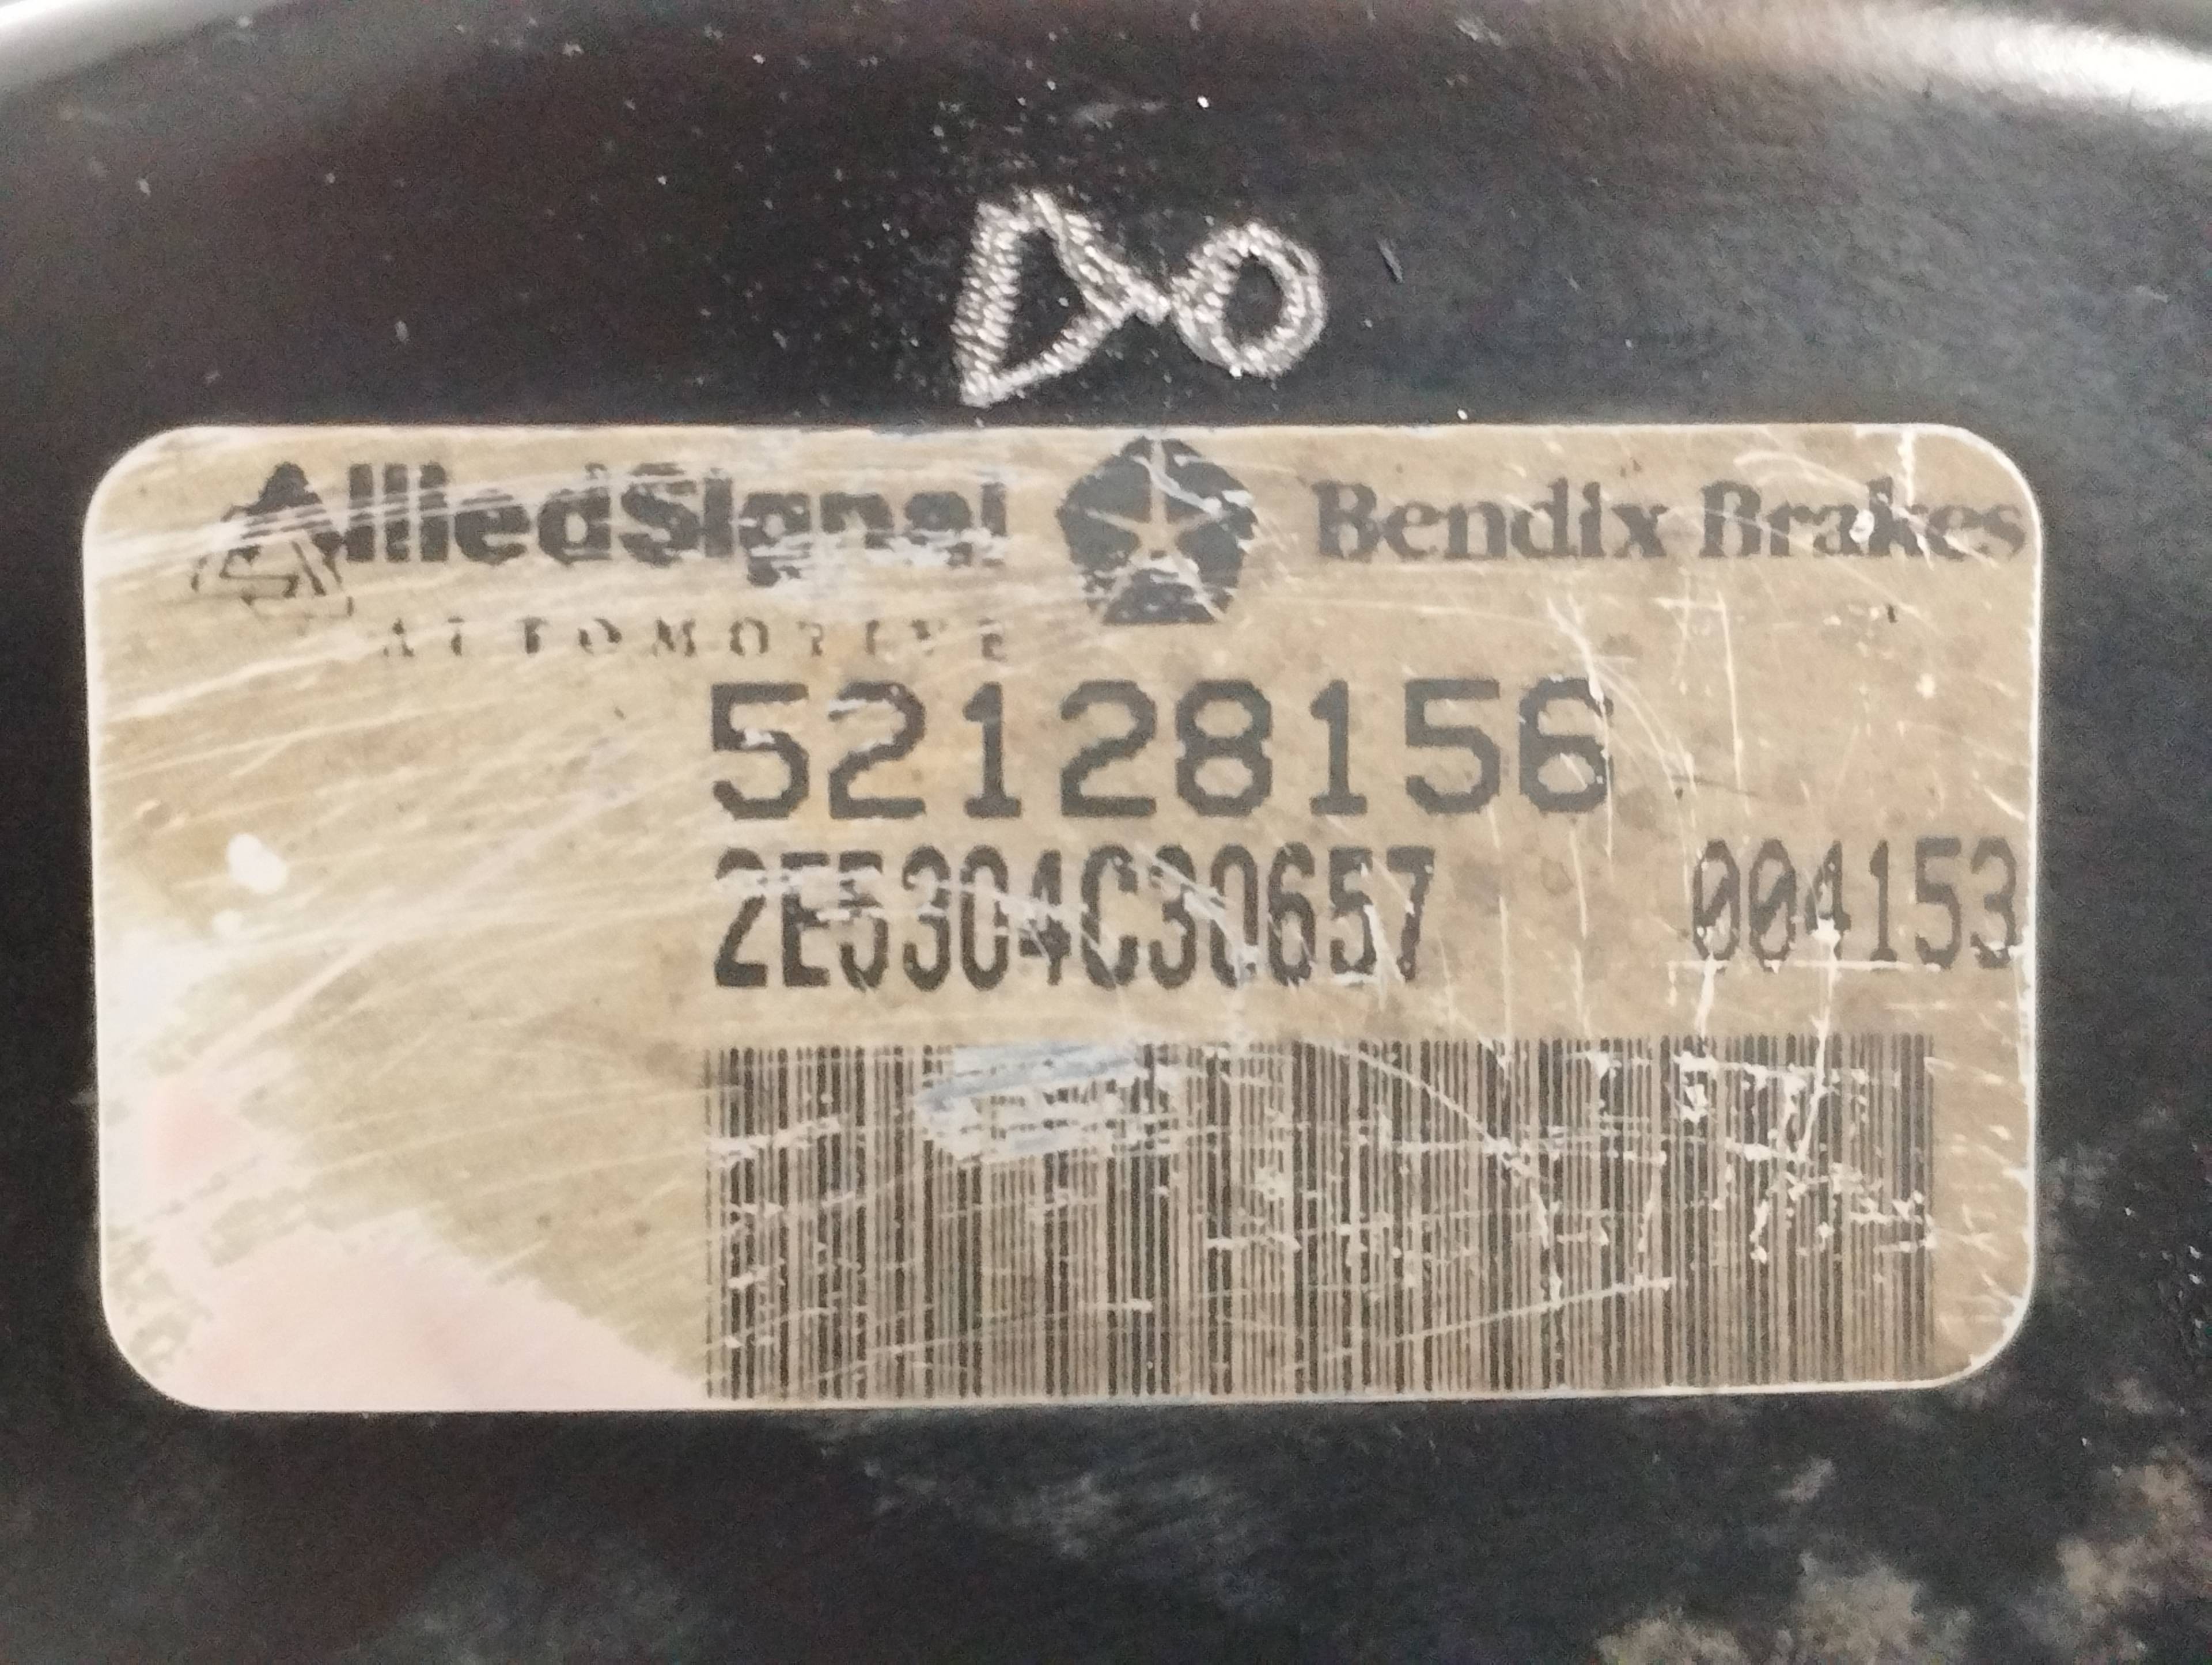 DO
AlliedSignal Bendix Brakes
AUTOMOTIVE
52128156
2E5304C30657 004153